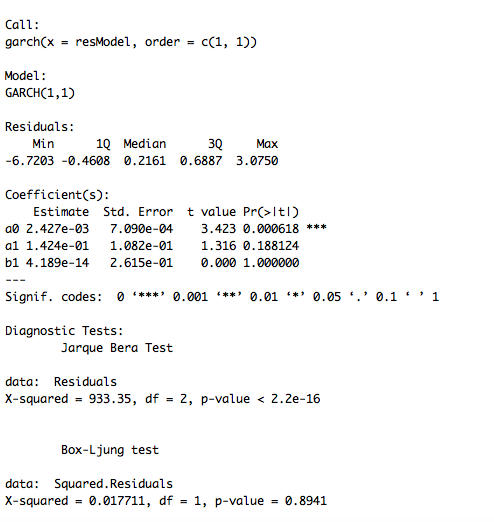 Call:
garch(x = resModel, order = c(1, 1))
Model:
GARCH(1,1)
Residuals:
    Min      1Q  Median      3Q     Max
-6.7203 -0.4608  0.2161  0.6887  3.0750
Coefficient(s):
    Estimate  Std. Error  t value Pr(>|t|)
a0 2.427e-03   7.090e-04    3.423 0.000618 ***
a1 1.424e-01   1.082e-01    1.316 0.188124
b1 4.189e-14   2.615e-01    0.000 1.000000
---
Signif. codes:  0 ‘***’ 0.001 ‘**’ 0.01 ‘*’ 0.05 ‘.’ 0.1 ‘ ’ 1
Diagnostic Tests:
        Jarque Bera Test
data:  Residuals
X-squared = 933.35, df = 2, p-value < 2.2e-16
        Box-Ljung test
data:  Squared.Residuals
X-squared = 0.017711, df = 1, p-value = 0.8941